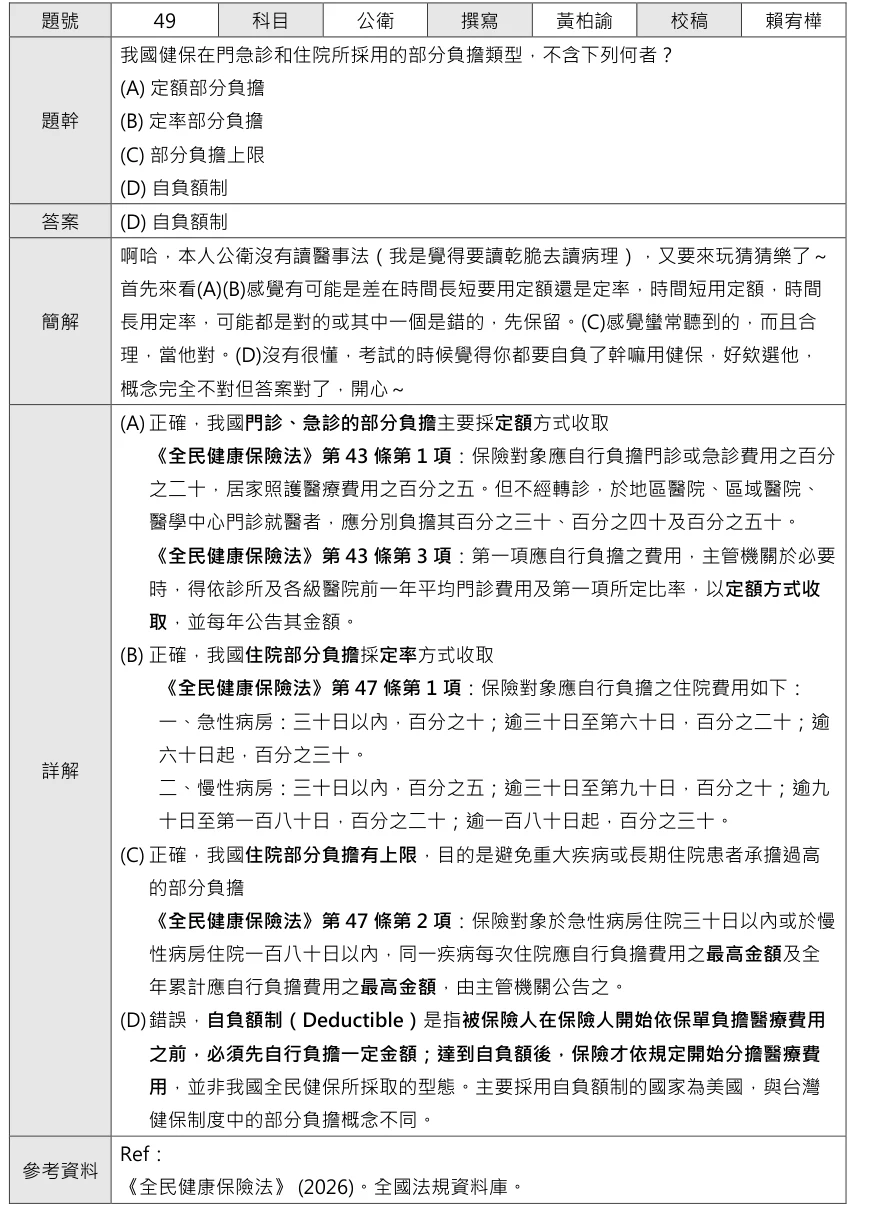 題號 49 科目 公衛 撰寫 黃柏諭 校稿 賴宥樺
題幹
我國健保在門急診和住院所採用的部分負擔類型，不含下列何者？
(A) 定額部分負擔
(B) 定率部分負擔
(C) 部分負擔上限
(D) 自負額制
答案
(D) 自負額制
簡解
啊哈，本人公衛沒有讀醫事法（我是覺得要讀乾脆去讀病理），又要來玩猜猜樂了～
首先來看(A)(B)感覺有可能是差在時間長短要用定額還是定率，時間短用定額，時間
長用定率，可能都是對的或其中一個是錯的，先保留。(C)感覺蠻常聽到的，而且合
理，當他對。(D)沒有很懂，考試的時候覺得你都要自負了幹嘛用健保，好欸選他，
概念完全不對但答案對了，開心～
詳解
(A) 正確，我國門診、急診的部分負擔主要採定額方式收取
《全民健康保險法》第 43 條第 1 項：保險對象應自行負擔門診或急診費用之百分
之二十，居家照護醫療費用之百分之五。但不經轉診，於地區醫院、區域醫院、
醫學中心門診就醫者，應分別負擔其百分之三十、百分之四十及百分之五十。
《全民健康保險法》第 43 條第 3 項：第一項應自行負擔之費用，主管機關於必要
時，得依診所及各級醫院前一年平均門診費用及第一項所定比率，以定額方式收
取，並每年公告其金額。
(B) 正確，我國住院部分負擔採定率方式收取
《全民健康保險法》第 47 條第 1 項：保險對象應自行負擔之住院費用如下：
一、急性病房：三十日以內，百分之十；逾三十日至第六十日，百分之二十；逾
六十日起，百分之三十。
二、慢性病房：三十日以內，百分之五；逾三十日至第九十日，百分之十；逾九
十日至第一百八十日，百分之二十；逾一百八十日起，百分之三十。
(C) 正確，我國住院部分負擔有上限，目的是避免重大疾病或長期住院患者承擔過高
的部分負擔
《全民健康保險法》第 47 條第 2 項：保險對象於急性病房住院三十日以內或於慢
性病房住院一百八十日以內，同一疾病每次住院應自行負擔費用之最高金額及全
年累計應自行負擔費用之最高金額，由主管機關公告之。
(D) 錯誤，自負額制（Deductible）是指被保險人在保險人開始依保單負擔醫療費用
之前，必須先自行負擔一定金額；達到自負額後，保險才依規定開始分擔醫療費
用，並非我國全民健保所採取的型態。主要採用自負額制的國家為美國，與台灣
健保制度中的部分負擔概念不同。
參考資料
Ref：
《全民健康保險法》 (2026)。全國法規資料庫。